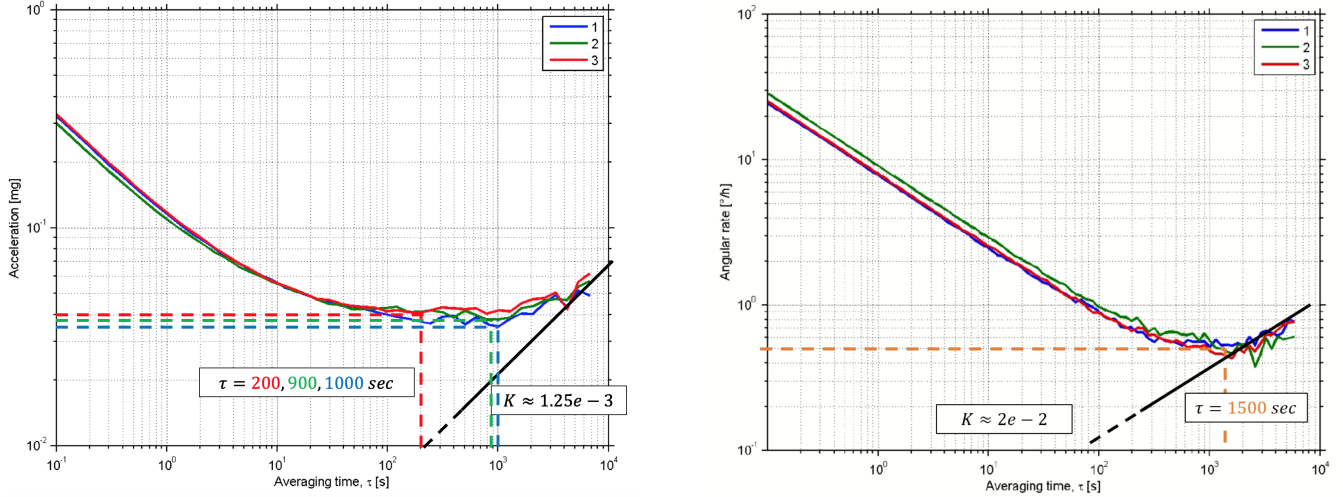 10⁰
1
2
3
Acceleration [mg]
10⁻¹
τ = 200, 900, 1000 sec
K ≈ 1.25e − 3
10⁻²
10⁻¹ 10⁰ 10¹ 10² 10³ 10⁴
Averaging time, τ [s]
10²
1
2
3
Angular rate [°/h]
10¹
10⁰
K ≈ 2e − 2
τ = 1500 sec
10⁻¹
10⁰ 10¹ 10² 10³ 10⁴
Averaging time, τ [s]